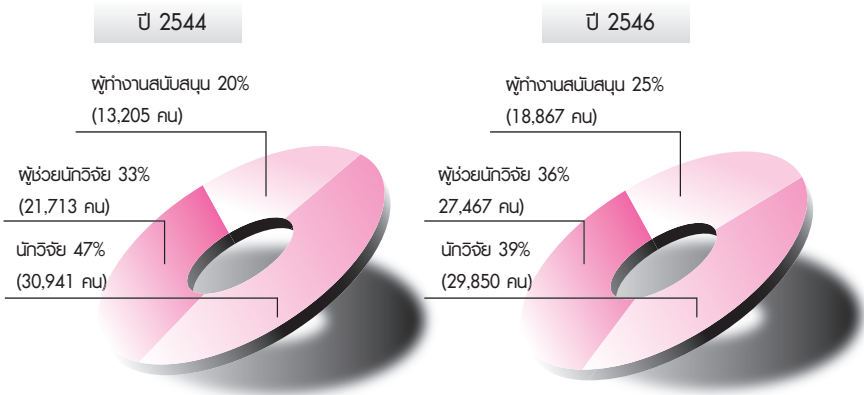 ปี 2544
ผู้ทำงานสนับสนุน 20%
(13,205 คน)
ผู้ช่วยนักวิจัย 33%
(21,713 คน)
นักวิจัย 47%
(30,941 คน)
ปี 2546
ผู้ทำงานสนับสนุน 25%
(18,867 คน)
ผู้ช่วยนักวิจัย 36%
27,467 คน)
นักวิจัย 39%
(29,850 คน)